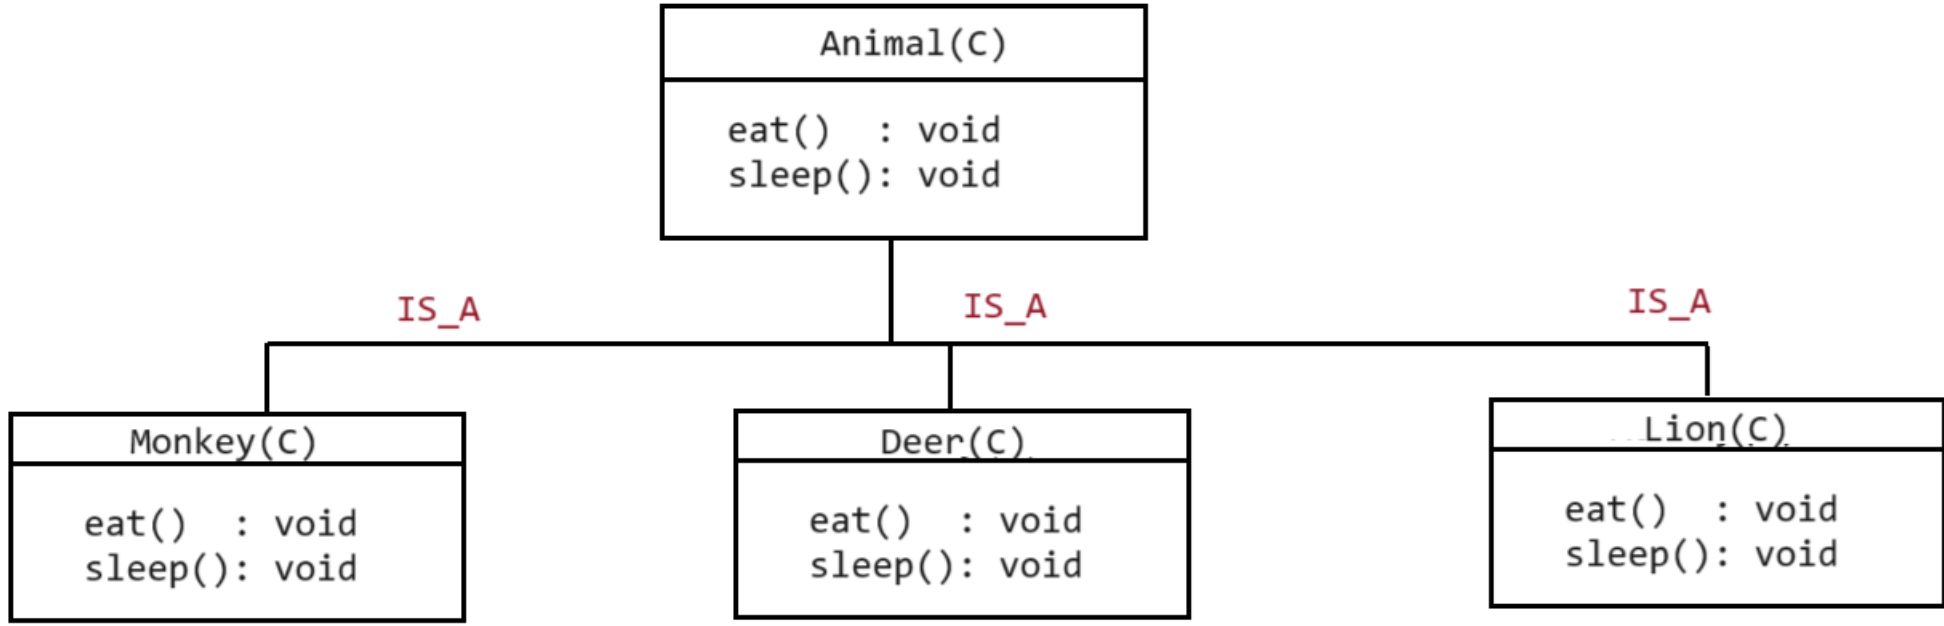 Animal(C)
eat()  : void
sleep(): void
IS_A
IS_A
IS_A
Monkey(C)
eat()  : void
sleep(): void
Deer(C)
eat()  : void
sleep(): void
Lion(C)
eat()  : void
sleep(): void